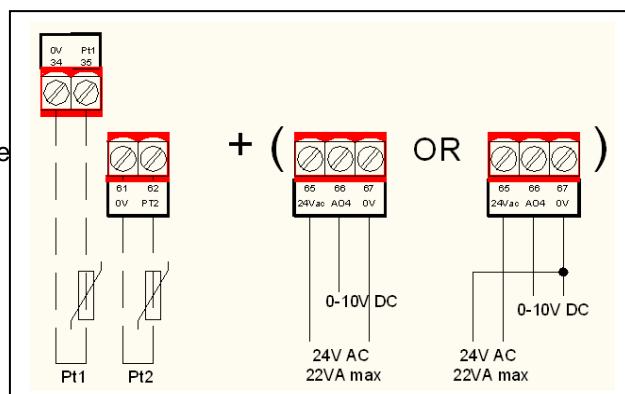 0V Pt1
34 35
e
+ ( OR )
61 62
0V PT2
65 66 67
24Vac AO4 0V
65 66 67
24Vac AO4 0V
0-10V DC
0-10V DC
24V AC
22VA max
24V AC
22VA max
Pt1 Pt2